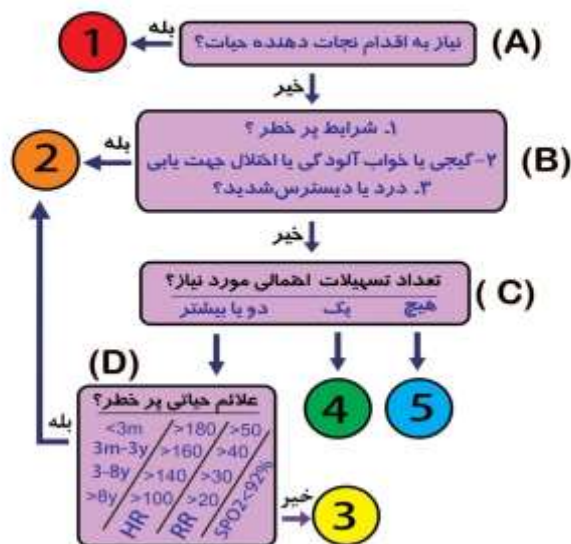 (A) نیاز به اقدام نجات دهنده حیات؟
بله
1
خیر
(B)
۱. شرایط پر خطر ؟
۲-گیجی یا خواب آلودگی یا اختلال جهت یابی
۳. درد یا دیسترس شدید؟
بله
2
خیر
( C)
تعداد تسهیلات احتمالی مورد نیاز؟
هیچ یک دو یا بیشتر
5
4
(D)
علائم حیاتی پر خطر؟
<3m >180 >50
3m-3y >160 >40
3-8y >140 >30
>8y >100 >20
HR RR SPO2<92%
بله
خیر
3